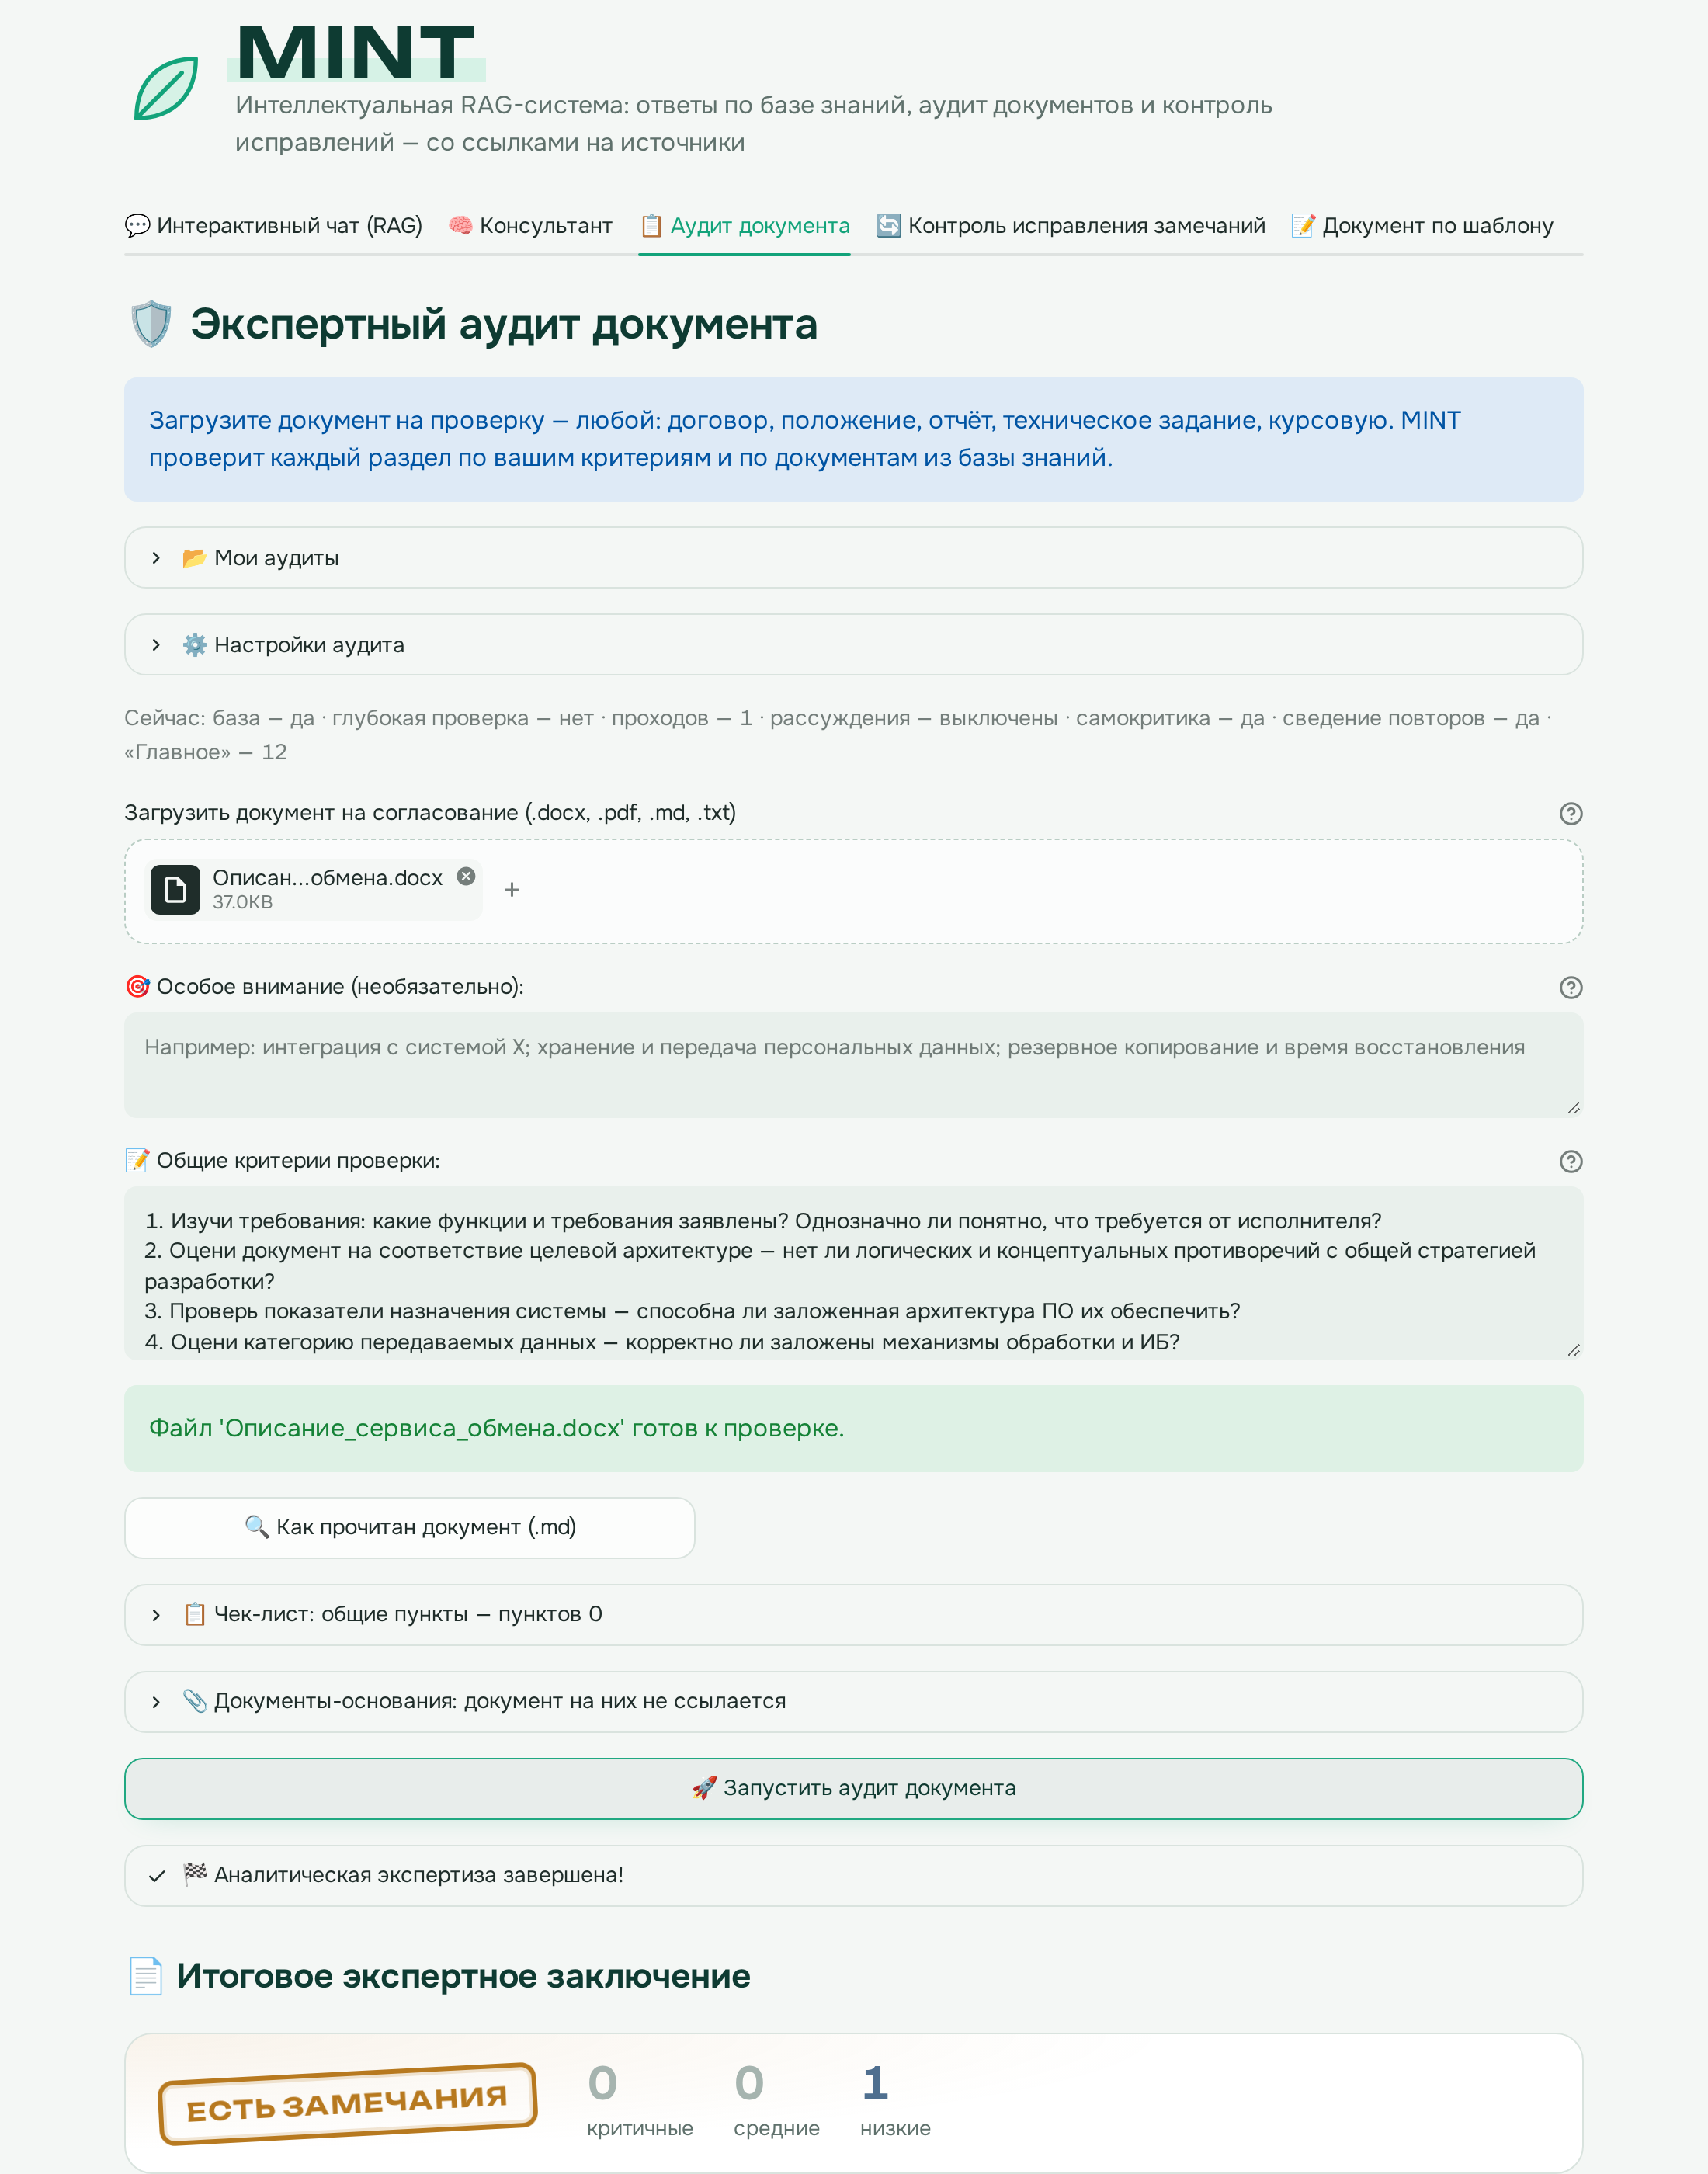 MINT
Интеллектуальная RAG-система: ответы по базе знаний, аудит документов и контроль
исправлений — со ссылками на источники
Интерактивный чат (RAG) Консультант Аудит документа Контроль исправления замечаний Документ по шаблону
Экспертный аудит документа
Загрузите документ на проверку — любой: договор, положение, отчёт, техническое задание, курсовую. MINT
проверит каждый раздел по вашим критериям и по документам из базы знаний.
Мои аудиты
Настройки аудита
Сейчас: база — да · глубокая проверка — нет · проходов — 1 · рассуждения — выключены · самокритика — да · сведение повторов — да ·
«Главное» — 12
Загрузить документ на согласование (.docx, .pdf, .md, .txt)
Описан...обмена.docx
37.0KB
Особое внимание (необязательно):
Например: интеграция с системой X; хранение и передача персональных данных; резервное копирование и время восстановления
Общие критерии проверки:
1. Изучи требования: какие функции и требования заявлены? Однозначно ли понятно, что требуется от исполнителя?
2. Оцени документ на соответствие целевой архитектуре — нет ли логических и концептуальных противоречий с общей стратегией
разработки?
3. Проверь показатели назначения системы — способна ли заложенная архитектура ПО их обеспечить?
4. Оцени категорию передаваемых данных — корректно ли заложены механизмы обработки и ИБ?
Файл 'Описание_сервиса_обмена.docx' готов к проверке.
Как прочитан документ (.md)
Чек-лист: общие пункты — пунктов 0
Документы-основания: документ на них не ссылается
Запустить аудит документа
Аналитическая экспертиза завершена!
Итоговое экспертное заключение
ЕСТЬ ЗАМЕЧАНИЯ
0 0 1
критичные средние низкие